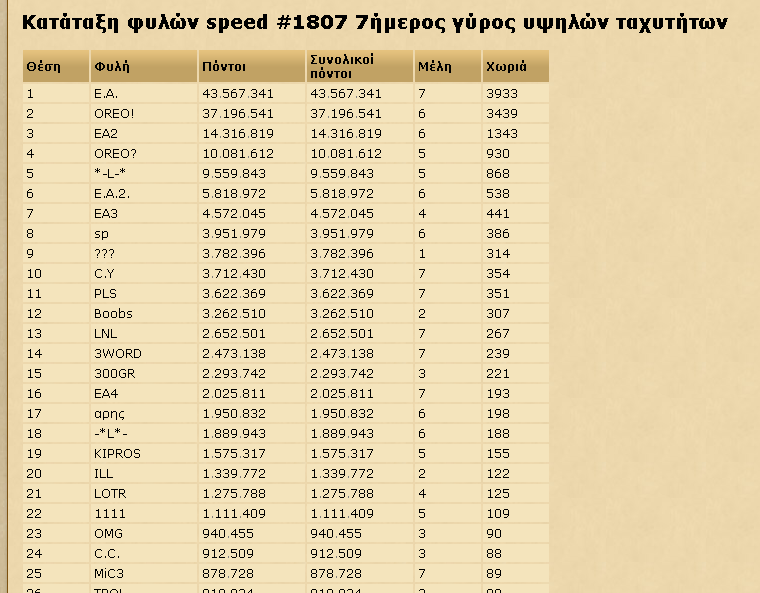 Κατάταξη φυλών speed #1807 7ήμερος γύρος υψηλών ταχυτήτων
Θέση Φυλή Πόντοι Συνολικοί πόντοι Μέλη Χωριά
1 E.A. 43.567.341 43.567.341 7 3933
2 OREO! 37.196.541 37.196.541 6 3439
3 EA2 14.316.819 14.316.819 6 1343
4 OREO? 10.081.612 10.081.612 5 930
5 *-L-* 9.559.843 9.559.843 5 868
6 E.A.2. 5.818.972 5.818.972 6 538
7 EA3 4.572.045 4.572.045 4 441
8 sp 3.951.979 3.951.979 6 386
9 ??? 3.782.396 3.782.396 1 314
10 C.Y 3.712.430 3.712.430 7 354
11 PLS 3.622.369 3.622.369 7 351
12 Boobs 3.262.510 3.262.510 2 307
13 LNL 2.652.501 2.652.501 7 267
14 3WORD 2.473.138 2.473.138 7 239
15 300GR 2.293.742 2.293.742 3 221
16 EA4 2.025.811 2.025.811 7 193
17 αρης 1.950.832 1.950.832 6 198
18 -*L*- 1.889.943 1.889.943 6 188
19 KIPROS 1.575.317 1.575.317 5 155
20 ILL 1.339.772 1.339.772 2 122
21 LOTR 1.275.788 1.275.788 4 125
22 1111 1.111.409 1.111.409 5 109
23 OMG 940.455 940.455 3 90
24 C.C. 912.509 912.509 3 88
25 MiC3 878.728 878.728 7 89